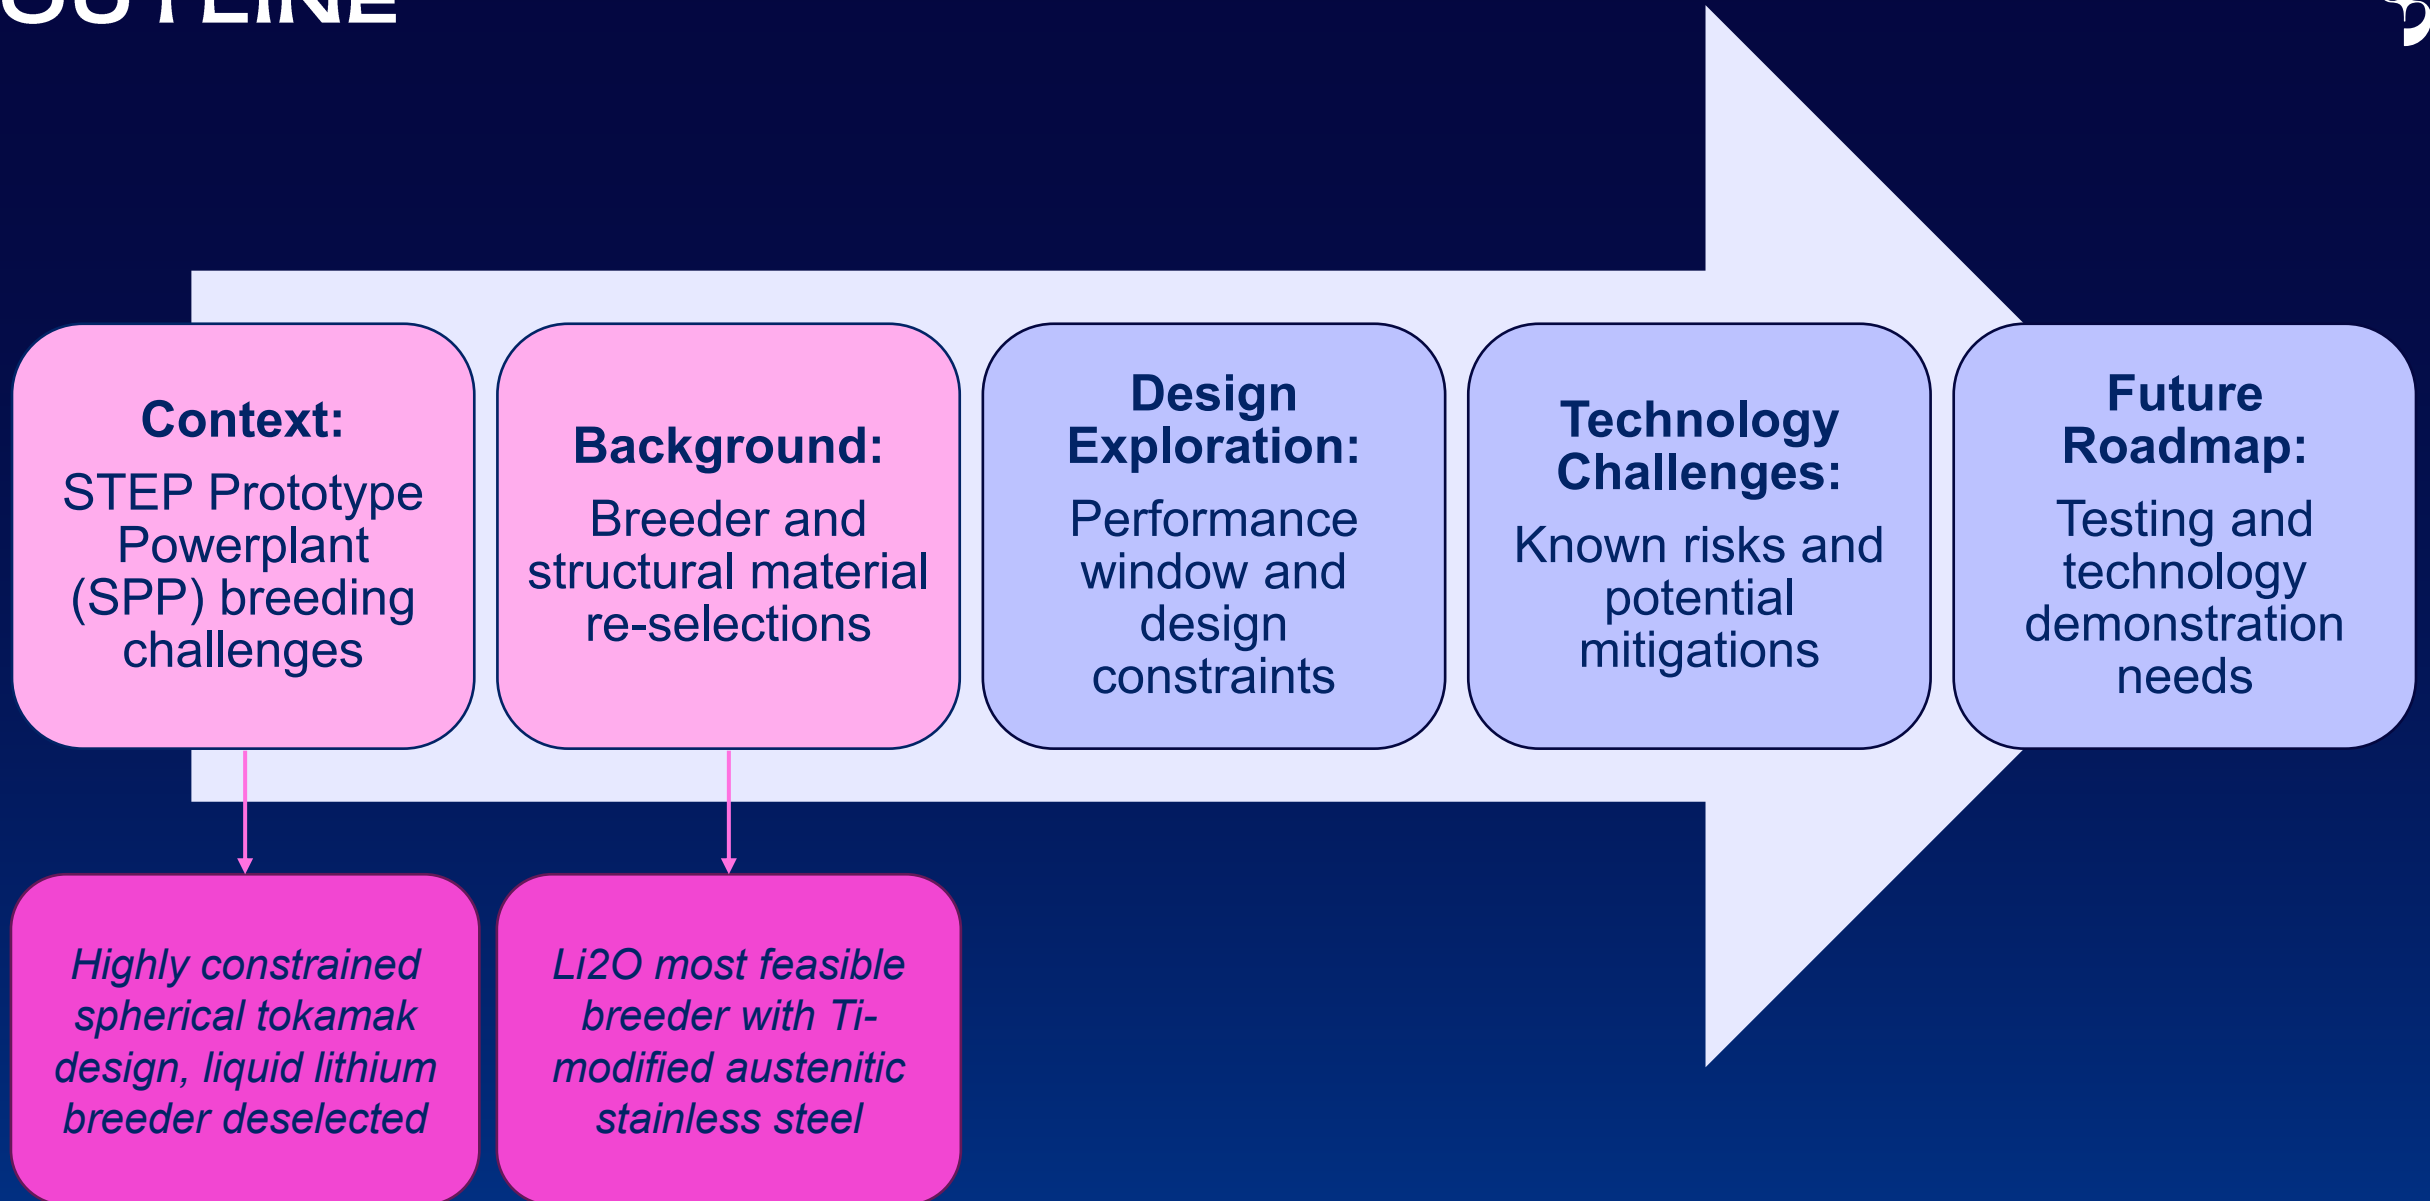 OUTLINE
Context:
STEP Prototype
Powerplant
(SPP) breeding
challenges
Background:
Breeder and
structural material
re-selections
Design
Exploration:
Performance
window and
design
constraints
Technology
Challenges:
Known risks and
potential
mitigations
Future
Roadmap:
Testing and
technology
demonstration
needs
Highly constrained
spherical tokamak
design, liquid lithium
breeder deselected
Li2O most feasible
breeder with Ti-
modified austenitic
stainless steel